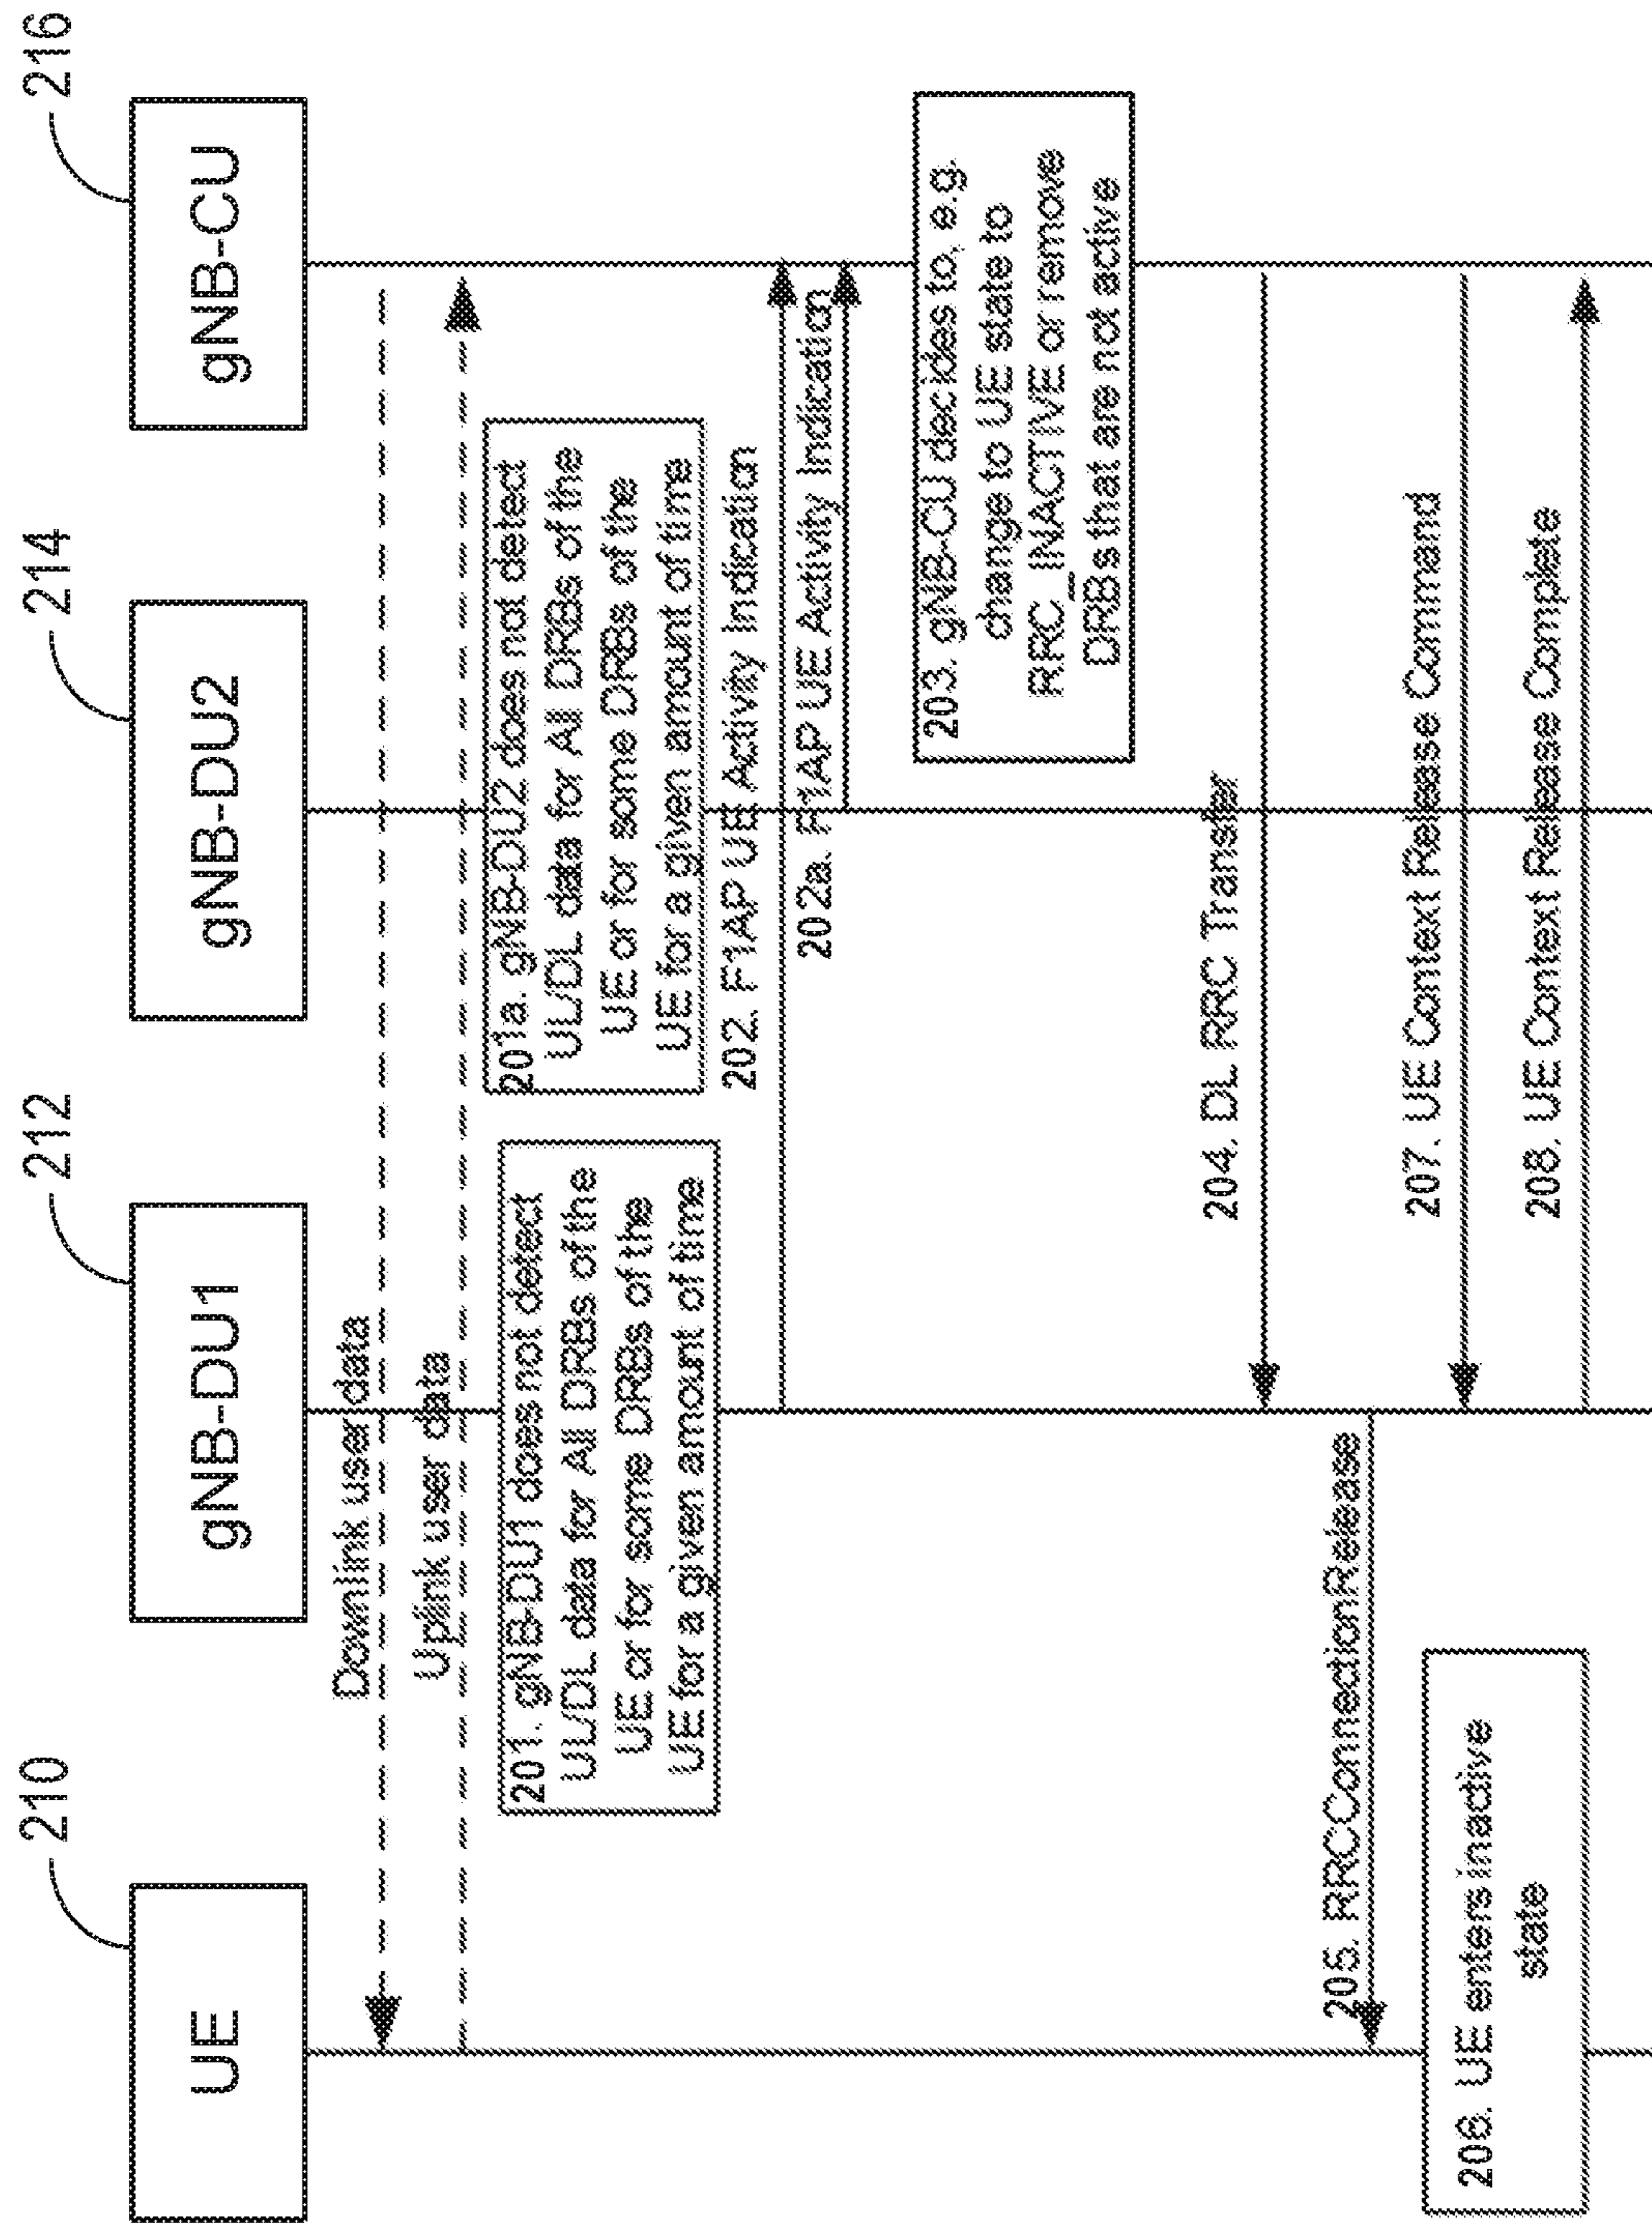 210
212
214
216
UE
gNB-DU1
gNB-DU2
gNB-CU
Downlink user data
Uplink user data
201. gNB-DU1 does not detect
UL/DL data for All DRBs of the
UE or for some DRBs of the
UE for a given amount of time
201a. gNB-DU2 does not detect
UL/DL data for All DRBs of the
UE or for some DRBs of the
UE for a given amount of time
202. F1AP UE Activity Indication
202a. F1AP UE Activity Indication
203. gNB-CU decides to, e.g.
change to UE state to
RRC_INACTIVE or remove
DRBs that are not active
204. DL RRC Transfer
205. RRCConnectionRelease
206. UE enters inactive
state
207. UE Context Release Command
208. UE Context Release Complete